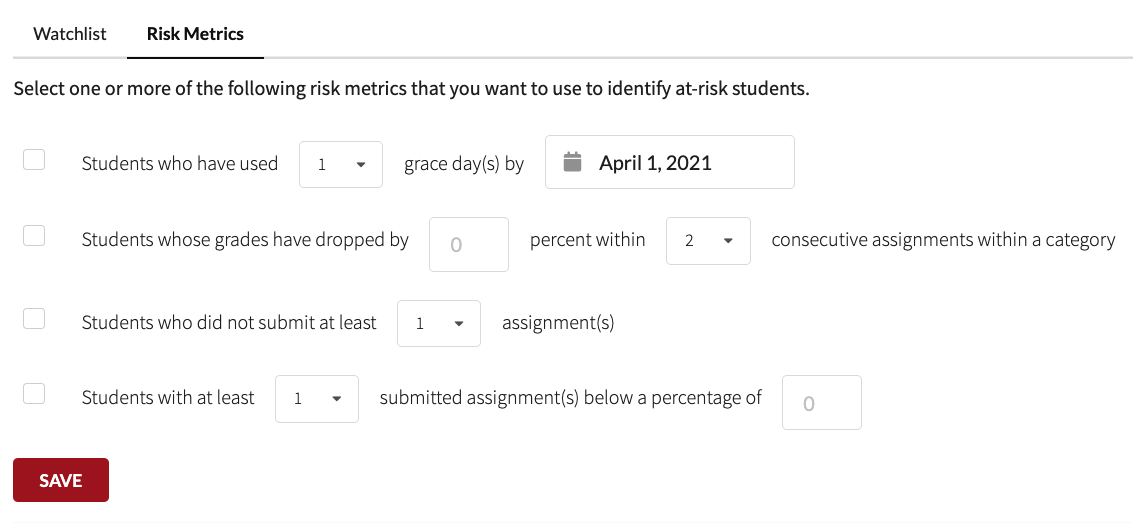 Watchlist Risk Metrics
Select one or more of the following risk metrics that you want to use to identify at-risk students.
Students who have used 1 grace day(s) by April 1, 2021
Students whose grades have dropped by 0 percent within 2 consecutive assignments within a category
Students who did not submit at least 1 assignment(s)
Students with at least 1 submitted assignment(s) below a percentage of 0
SAVE